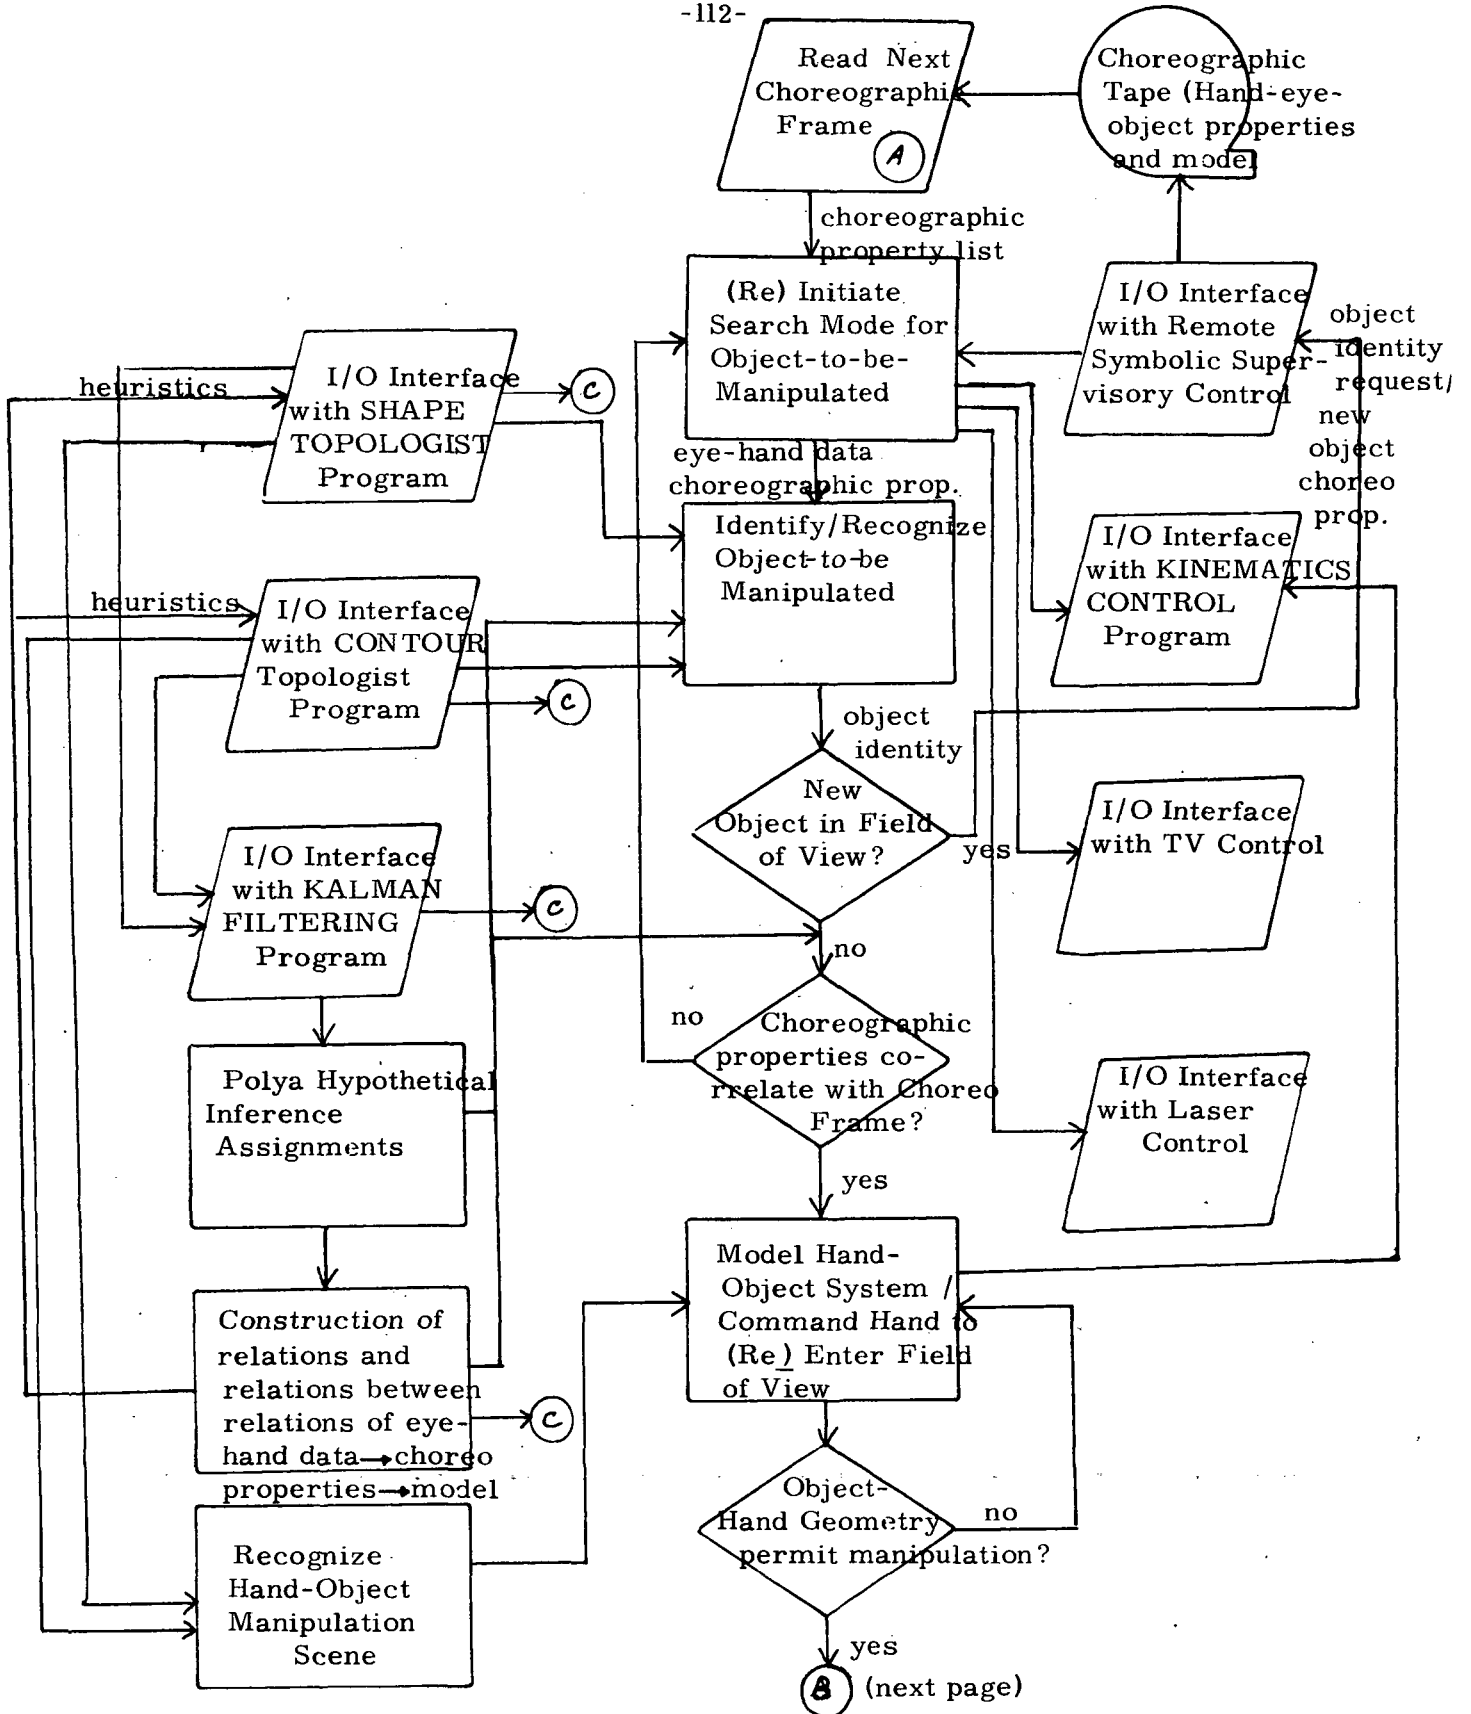 -112-
Read Next
Choreographic
Frame
A
Choreographic
Tape (Hand-eye-
object properties
and model
choreographic
property list
(Re) Initiate
Search Mode for
Object-to-be-
Manipulated
I/O Interface
with Remote
Symbolic Super-
visory Control
object
identity
request/
new
object
choreo
prop.
heuristics
I/O Interface
with SHAPE
TOPOLOGIST
Program
C
eye-hand data
choreographic prop.
Identify/Recognize
Object-to-be
Manipulated
I/O Interface
with KINEMATICS
CONTROL
Program
heuristics
I/O Interface
with CONTOUR
Topologist
Program
C
object
identity
New
Object in Field
of View?
yes
no
I/O Interface
with TV Control
I/O Interface
with KALMAN
FILTERING
Program
C
no
Choreographic
properties co-
rrelate with Choreo
Frame?
yes
I/O Interface
with Laser
Control
Polya Hypothetical
Inference
Assignments
Construction of
relations and
relations between
relations of eye-
hand data→choreo
properties→model
C
Model Hand-
Object System /
Command Hand to
(Re) Enter Field
of View
Recognize
Hand-Object
Manipulation
Scene
Object-
Hand Geometry
permit manipulation?
no
yes
B (next page)